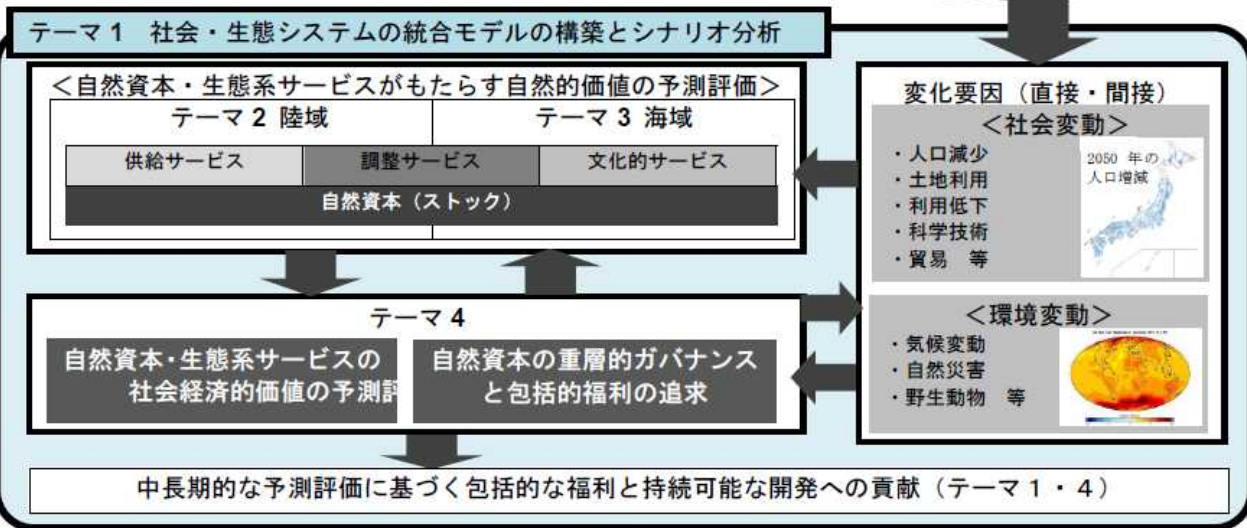 テーマ1 社会・生態システムの統合モデルの構築とシナリオ分析
＜自然資本・生態系サービスがもたらす自然的価値の予測評価＞
テーマ2 陸域
テーマ3 海域
供給サービス
調整サービス
文化的サービス
自然資本（ストック）
テーマ4
自然資本・生態系サービスの
社会経済的価値の予測評
自然資本の重層的ガバナンス
と包括的福利の追求
変化要因（直接・間接）
＜社会変動＞
・人口減少
・土地利用
・利用低下
・科学技術
・貿易 等
2050 年の
人口増減
＜環境変動＞
・気候変動
・自然災害
・野生動物 等
中長期的な予測評価に基づく包括的な福利と持続可能な開発への貢献（テーマ1・4）